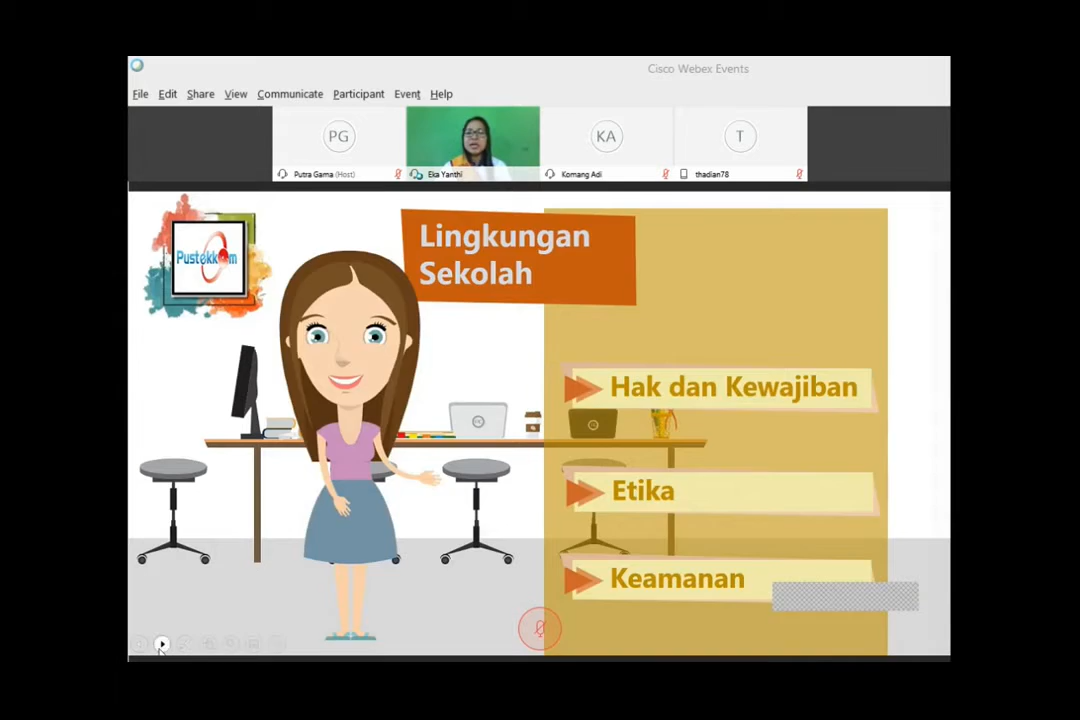 Cisco Webex Events
File Edit Share View Communicate Participant Event Help
PG
KA
T
Putra Gama (Host)
Eka Yanthi
Komang Adi
thadian78
Pustekkom
Lingkungan
Sekolah
Hak dan Kewajiban
Etika
Keamanan